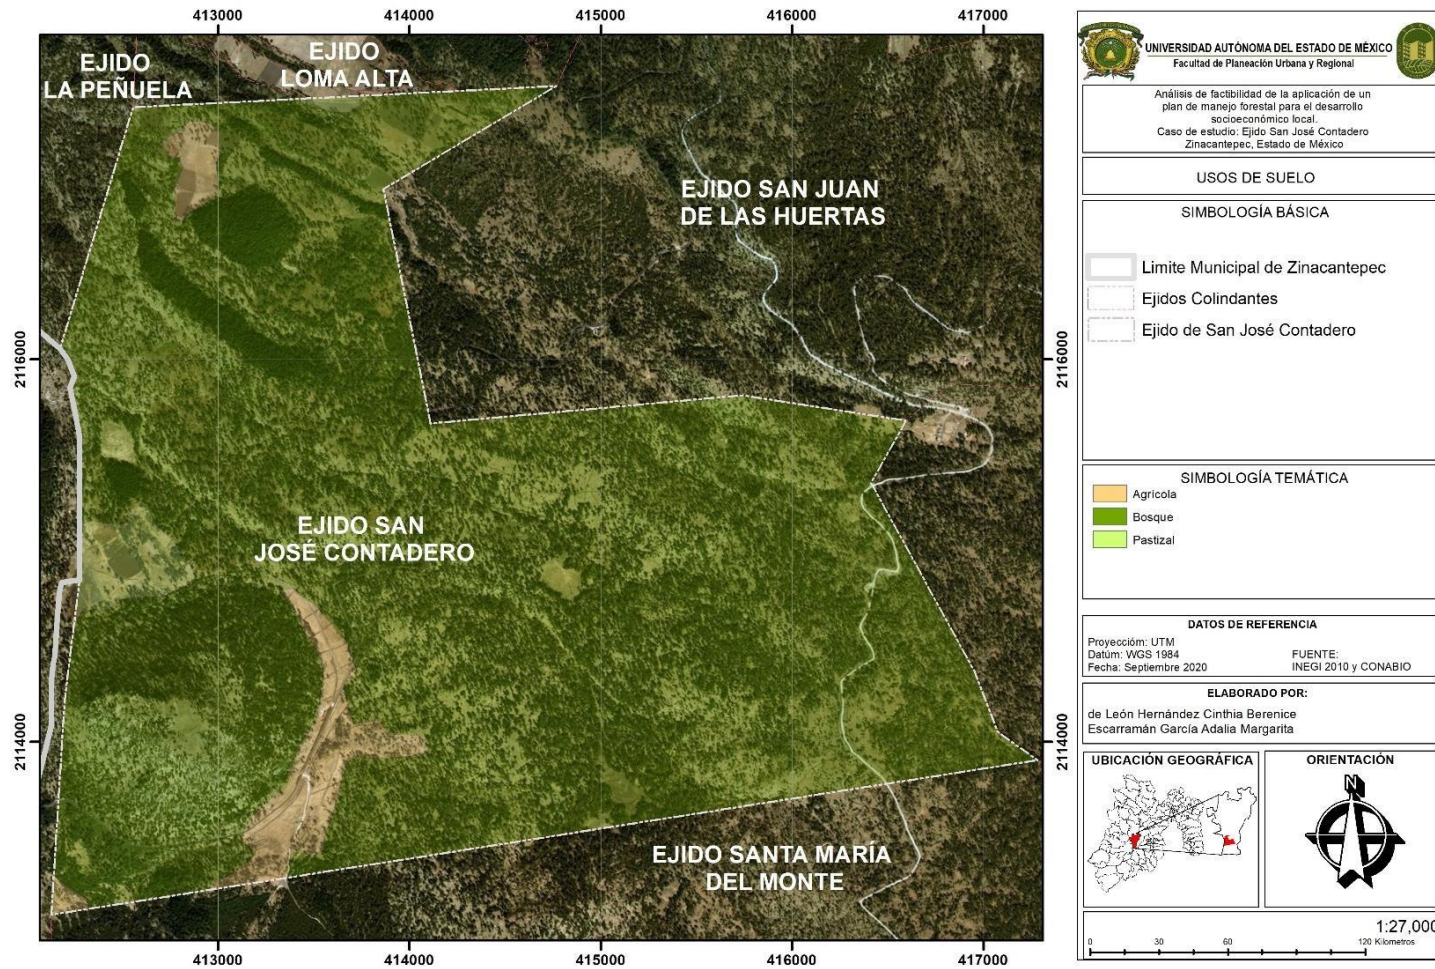 413000
414000
415000
416000
417000
EJIDO
LA PEÑUELA
EJIDO
LOMA ALTA
EJIDO SAN JUAN
DE LAS HUERTAS
EJIDO SAN
JOSÉ CONTADERO
EJIDO SANTA MARÍA
DEL MONTE
2116000
2114000
2116000
2114000
413000
414000
415000
416000
417000
UNIVERSIDAD AUTÓNOMA DEL ESTADO DE MÉXICO
Facultad de Planeación Urbana y Regional
Análisis de factibilidad de la aplicación de un
plan de manejo forestal para el desarrollo
socioeconómico local.
Caso de estudio: Ejido San José Contadero
Zinacantepec, Estado de México
USOS DE SUELO
SIMBOLOGÍA BÁSICA
Limite Municipal de Zinacantepec
Ejidos Colindantes
Ejido de San José Contadero
SIMBOLOGÍA TEMÁTICA
Agrícola
Bosque
Pastizal
DATOS DE REFERENCIA
Proyeccióm: UTM
Datúm: WGS 1984
Fecha: Septiembre 2020
FUENTE:
INEGI 2010 y CONABIO
ELABORADO POR:
de León Hernández Cinthia Berenice
Escarramán García Adalia Margarita
UBICACIÓN GEOGRÁFICA
ORIENTACIÓN
N
1:27,000
0 30 60 120 Kilometros